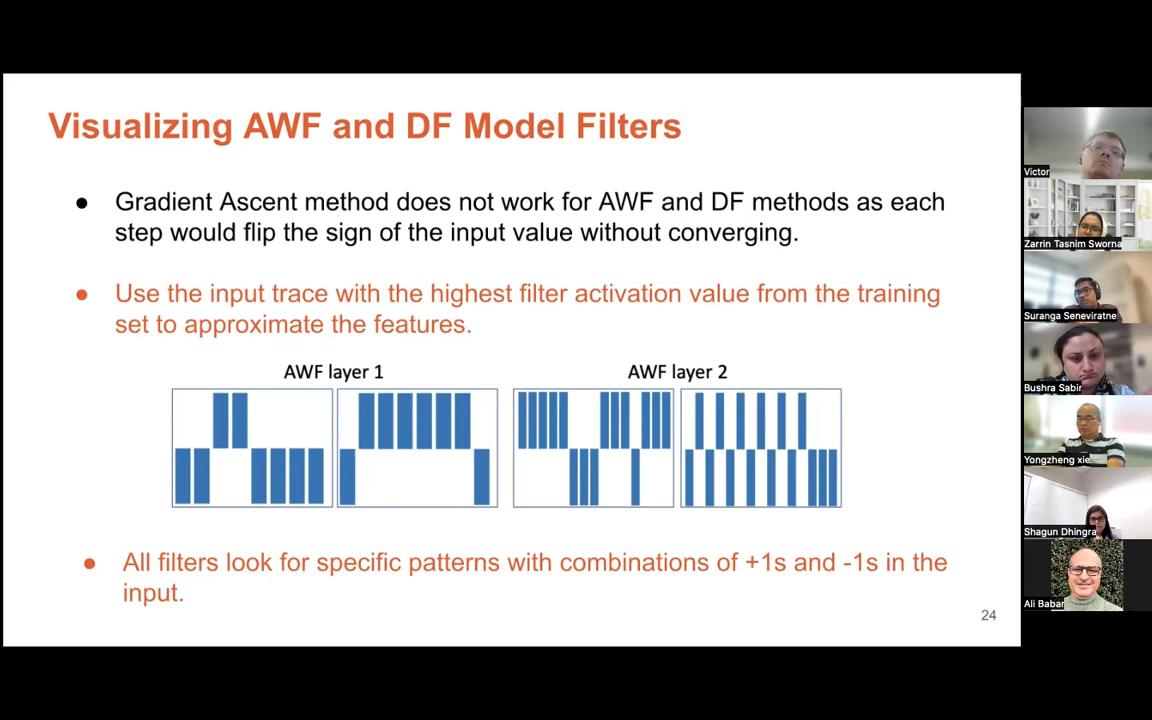 Visualizing AWF and DF Model Filters
● Gradient Ascent method does not work for AWF and DF methods as each
step would flip the sign of the input value without converging.
● Use the input trace with the highest filter activation value from the training
set to approximate the features.
AWF layer 1
AWF layer 2
● All filters look for specific patterns with combinations of +1s and -1s in the
input.
24
Victor
Zarrin Tasnim Sworna
Suranga Seneviratne
Bushra Sabir
Yongzheng xie
Shagun Dhingra
Ali Babar